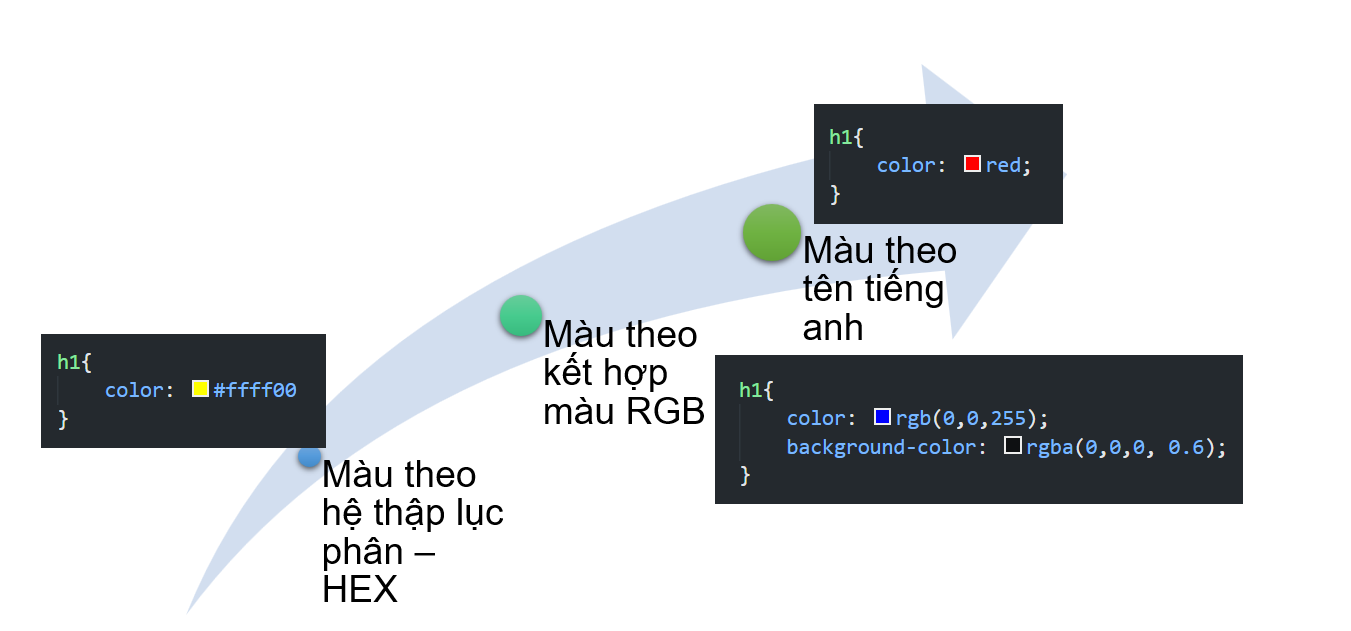 h1{
color: #ffff00
}
Màu theo
hệ thập lục
phân –
HEX
Màu theo
kết hợp
màu RGB
h1{
color: rgb(0,0,255);
background-color: rgba(0,0,0, 0.6);
}
h1{
color: red;
}
Màu theo
tên tiếng
anh